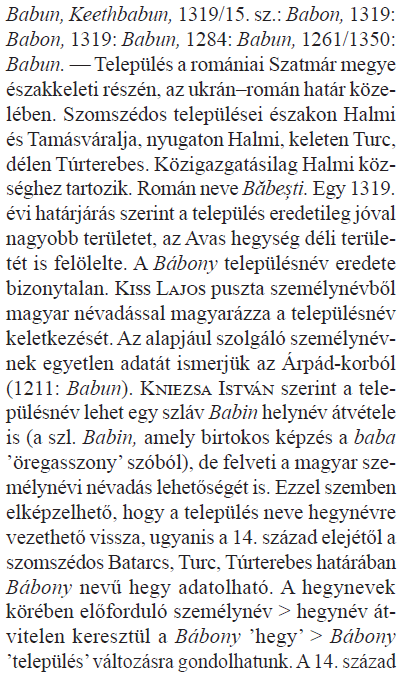 Babun, Keethbabun, 1319/15. sz.: Babon, 1319:
Babon, 1319: Babun, 1284: Babun, 1261/1350:
Babun. — Település a romániai Szatmár megye
északkeleti részén, az ukrán–román határ köze-
lében. Szomszédos települései északon Halmi
és Tamásváralja, nyugaton Halmi, keleten Turc,
délen Túrterebes. Közigazgatásilag Halmi köz-
séghez tartozik. Román neve Băbești. Egy 1319.
évi határjárás szerint a település eredetileg jóval
nagyobb területet, az Avas hegység déli terüle-
tét is felölelte. A Bábony településnév eredete
bizonytalan. Kiss Lajos puszta személynévből
magyar névadással magyarázza a településnév
keletkezését. Az alapjául szolgáló személynév-
nek egyetlen adatát ismerjük az Árpád-korból
(1211: Babun). Kniezsa István szerint a tele-
pülésnév lehet egy szláv Babin helynév átvétele
is (a szl. Babin, amely birtokos képzés a baba
’öregasszony’ szóból), de felveti a magyar sze-
mélynévi névadás lehetőségét is. Ezzel szemben
elképzelhető, hogy a település neve hegynévre
vezethető vissza, ugyanis a 14. század elejétől a
szomszédos Batarcs, Turc, Túrterebes határában
Bábony nevű hegy adatolható. A hegynevek
körében előforduló személynév > hegynév át-
vitelen keresztül a Bábony ’hegy’ > Bábony
’település’ változásra gondolhatunk. A 14. század